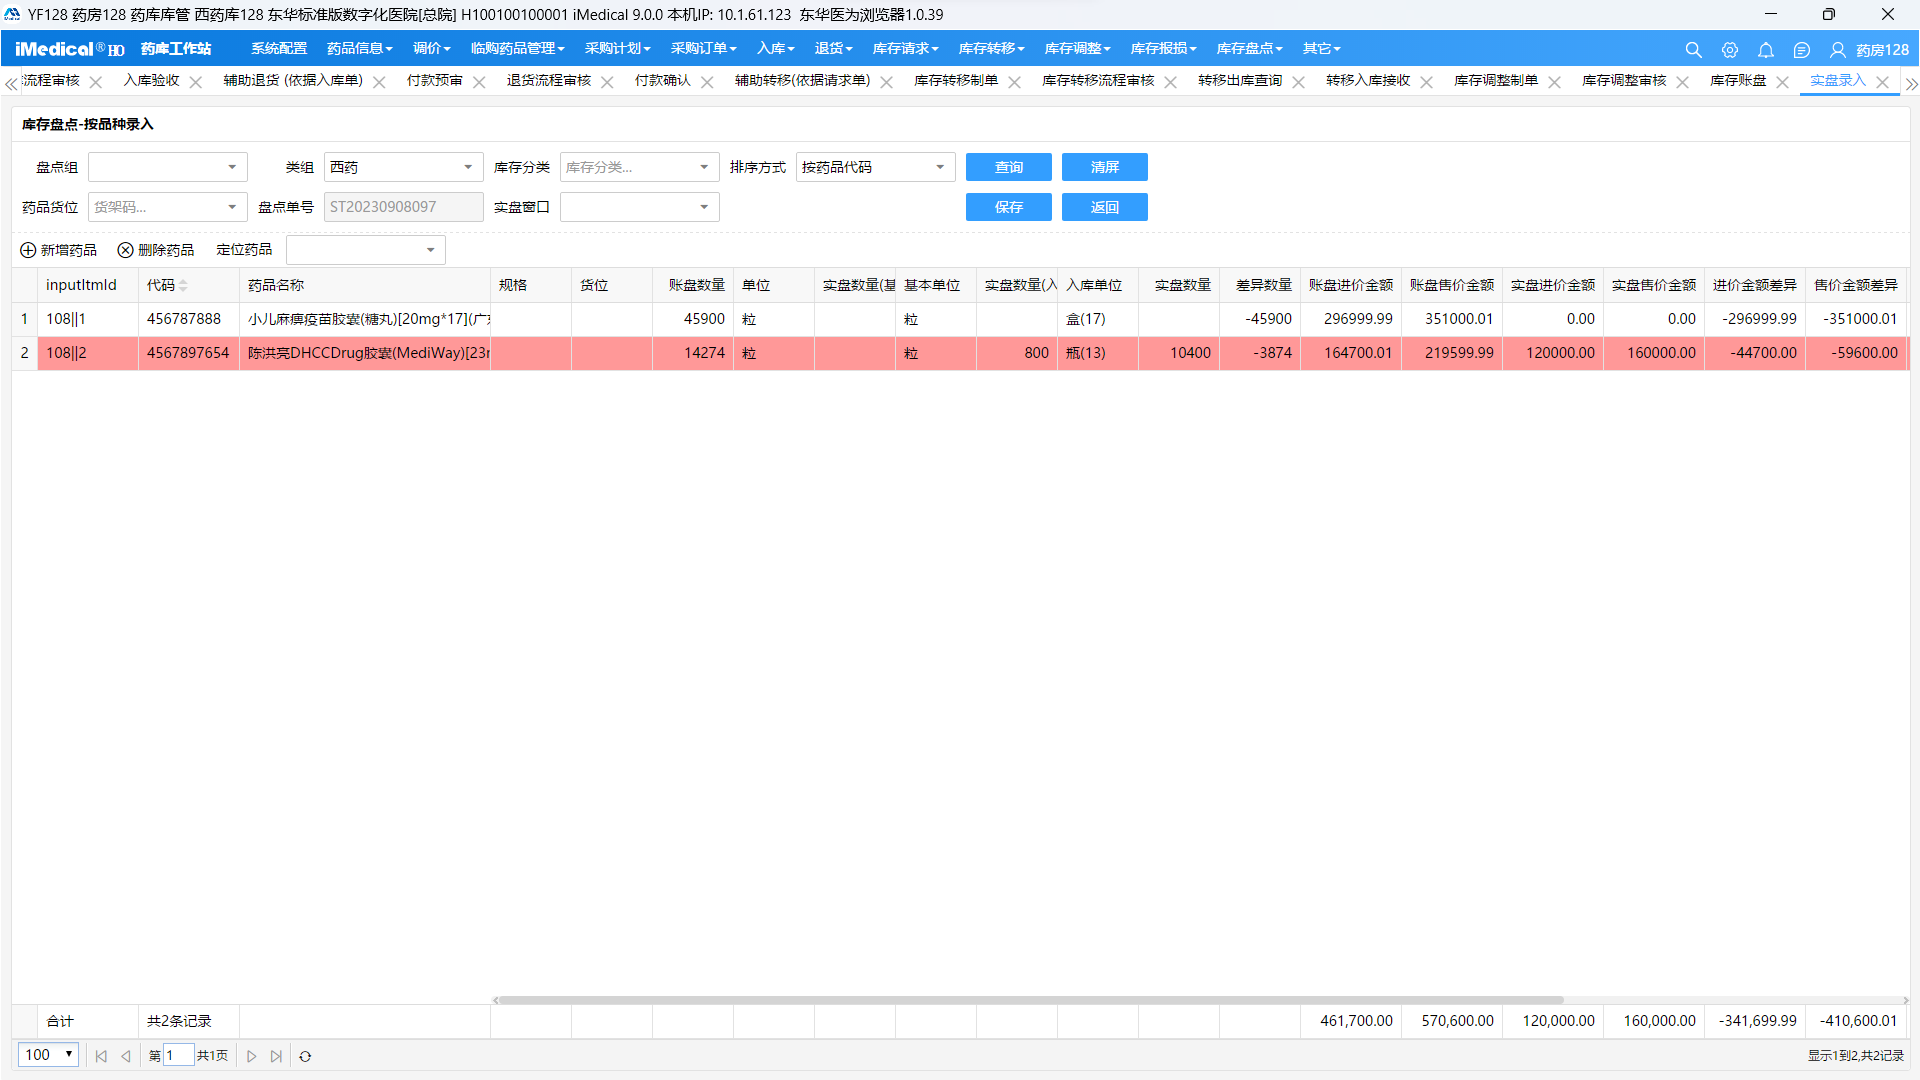 YF128 药房128 药库库管 西药库128 东华标准版数字化医院[总院] H100100100001 iMedical 9.0.0 本机IP: 10.1.61.123 东华医为浏览器1.0.39
iMedical® HQ 药库工作站 系统配置 药品信息 调价 临购药品管理 采购计划 采购订单 入库 退货 库存请求 库存转移 库存调整 库存报损 库存盘点 其它 药房128
流程审核 入库验收 辅助退货 (依据入库单) 付款预审 退货流程审核 付款确认 辅助转移(依据请求单) 库存转移制单 库存转移流程审核 转移出库查询 转移入库接收 库存调整制单 库存调整审核 库存账盘 实盘录入
库存盘点-按品种录入
盘点组 类组 西药 库存分类 库存分类... 排序方式 按药品代码 查询 清屏
药品货位 货架码... 盘点单号 ST20230908097 实盘窗口 保存 返回
新增药品 删除药品 定位药品
inputItmId 代码 药品名称 规格 货位 账盘数量 单位 实盘数量(基 基本单位 实盘数量(入 入库单位 实盘数量 差异数量 账盘进价金额 账盘售价金额 实盘进价金额 实盘售价金额 进价金额差异 售价金额差异
1 108||1 456787888 小儿麻痹疫苗胶囊(糖丸)[20mg*17](广东 45900 粒 粒 盒(17) -45900 296999.99 351000.01 0.00 0.00 -296999.99 -351000.01
2 108||2 4567897654 陈洪亮DHCCDrug胶囊(MediWay)[23m 14274 粒 粒 800 瓶(13) 10400 -3874 164700.01 219599.99 120000.00 160000.00 -44700.00 -59600.00
合计 共2条记录 461,700.00 570,600.00 120,000.00 160,000.00 -341,699.99 -410,600.01
100 第 1 共1页 显示1到2,共2记录